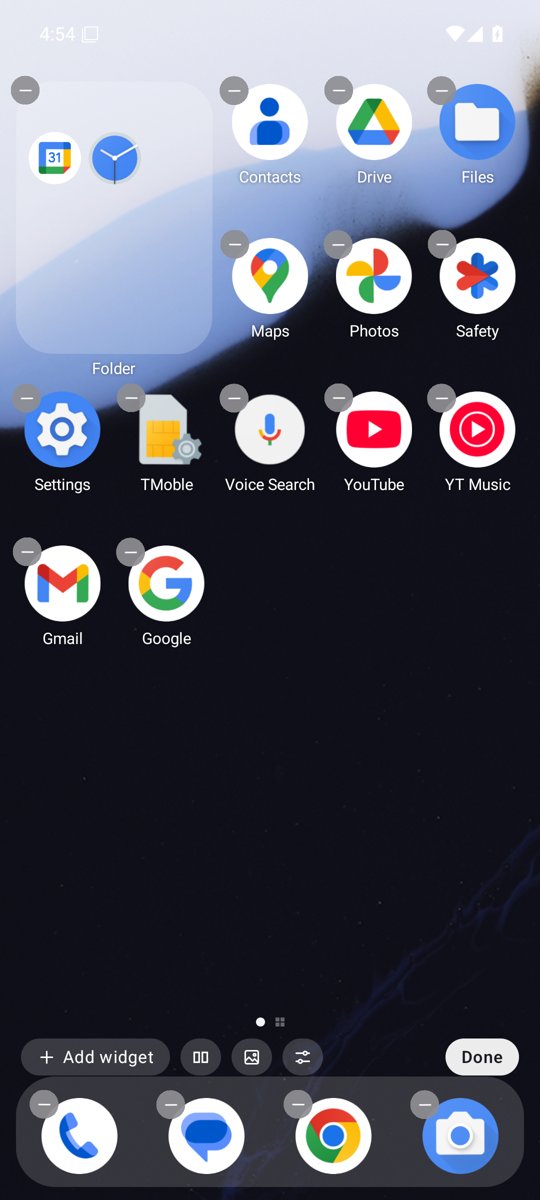 4:54
31
Contacts
Drive
Files
Maps
Photos
Safety
Folder
Settings
TMoble
Voice Search
YouTube
YT Music
Gmail
Google
+ Add widget
Done